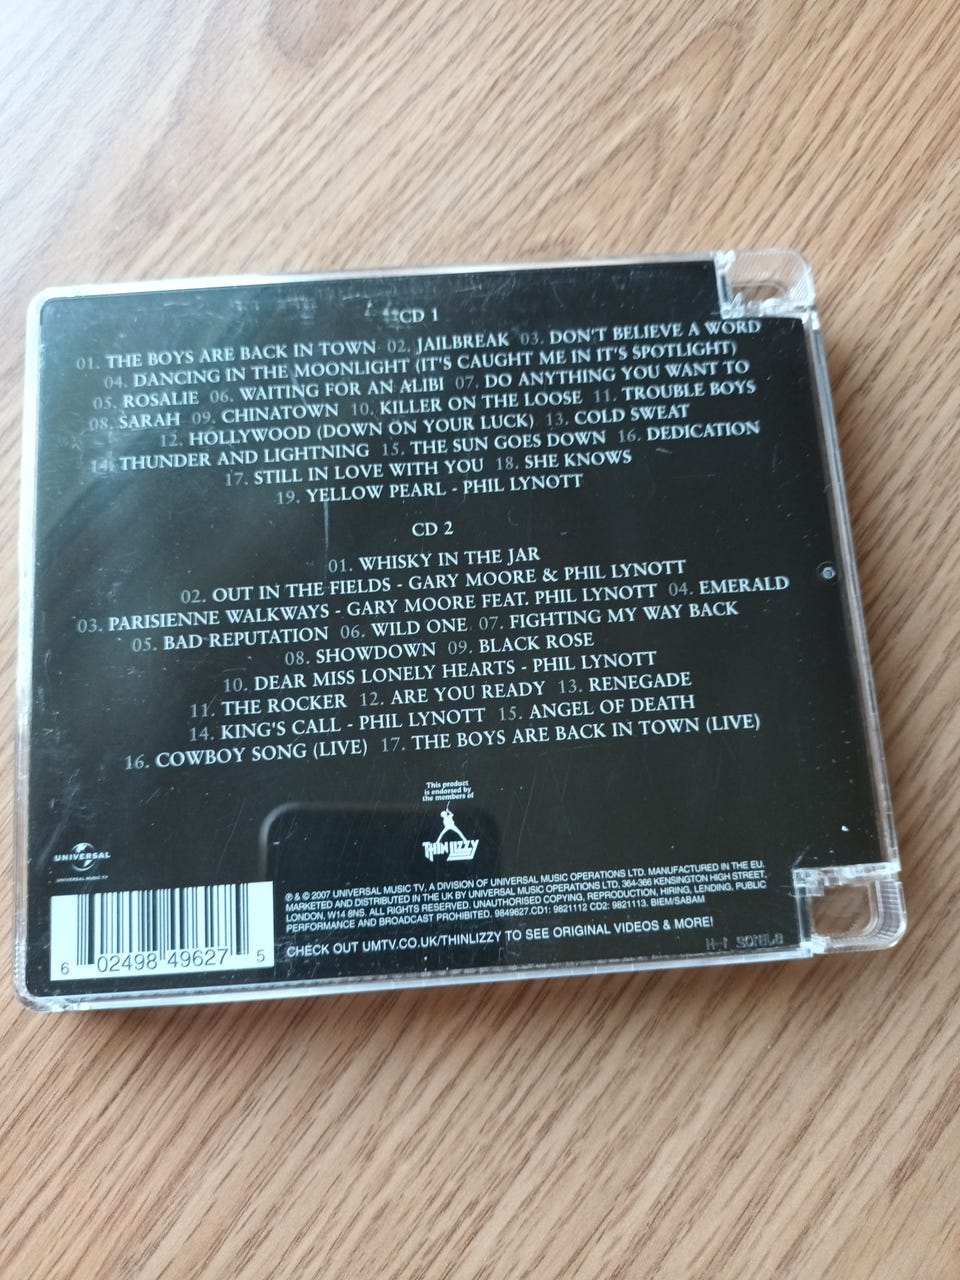 CD 1
01. THE BOYS ARE BACK IN TOWN 02. JAILBREAK 03. DON'T BELIEVE A WORD
04. DANCING IN THE MOONLIGHT (IT'S CAUGHT ME IN IT'S SPOTLIGHT)
05. ROSALIE 06. WAITING FOR AN ALIBI 07. DO ANYTHING YOU WANT TO
08. SARAH 09. CHINATOWN 10. KILLER ON THE LOOSE 11. TROUBLE BOYS
12. HOLLYWOOD (DOWN ON YOUR LUCK) 13. COLD SWEAT
14. THUNDER AND LIGHTNING 15. THE SUN GOES DOWN 16. DEDICATION
17. STILL IN LOVE WITH YOU 18. SHE KNOWS
19. YELLOW PEARL - PHIL LYNOTT
CD 2
01. WHISKY IN THE JAR
02. OUT IN THE FIELDS - GARY MOORE & PHIL LYNOTT
03. PARISIENNE WALKWAYS - GARY MOORE FEAT. PHIL LYNOTT 04. EMERALD
05. BAD REPUTATION 06. WILD ONE 07. FIGHTING MY WAY BACK
08. SHOWDOWN 09. BLACK ROSE
10. DEAR MISS LONELY HEARTS - PHIL LYNOTT
11. THE ROCKER 12. ARE YOU READY 13. RENEGADE
14. KING'S CALL - PHIL LYNOTT 15. ANGEL OF DEATH
16. COWBOY SONG (LIVE) 17. THE BOYS ARE BACK IN TOWN (LIVE)
This product
is endorsed by
the members of
THIN LIZZY
UNIVERSAL
UNIVERSAL MUSIC TV
℗ & © 2007 UNIVERSAL MUSIC TV, A DIVISION OF UNIVERSAL MUSIC OPERATIONS LTD. MANUFACTURED IN THE EU.
MARKETED AND DISTRIBUTED IN THE UK BY UNIVERSAL MUSIC OPERATIONS LTD, 364-366 KENSINGTON HIGH STREET,
LONDON, W14 8NS. ALL RIGHTS RESERVED. UNAUTHORISED COPYING, REPRODUCTION, HIRING, LENDING, PUBLIC
PERFORMANCE AND BROADCAST PROHIBITED. 9849627.CD1: 9821112 CD2: 9821113. BIEM/SABAM
CHECK OUT UMTV.CO.UK/THINLIZZY TO SEE ORIGINAL VIDEOS & MORE!
6 02498 49627 5